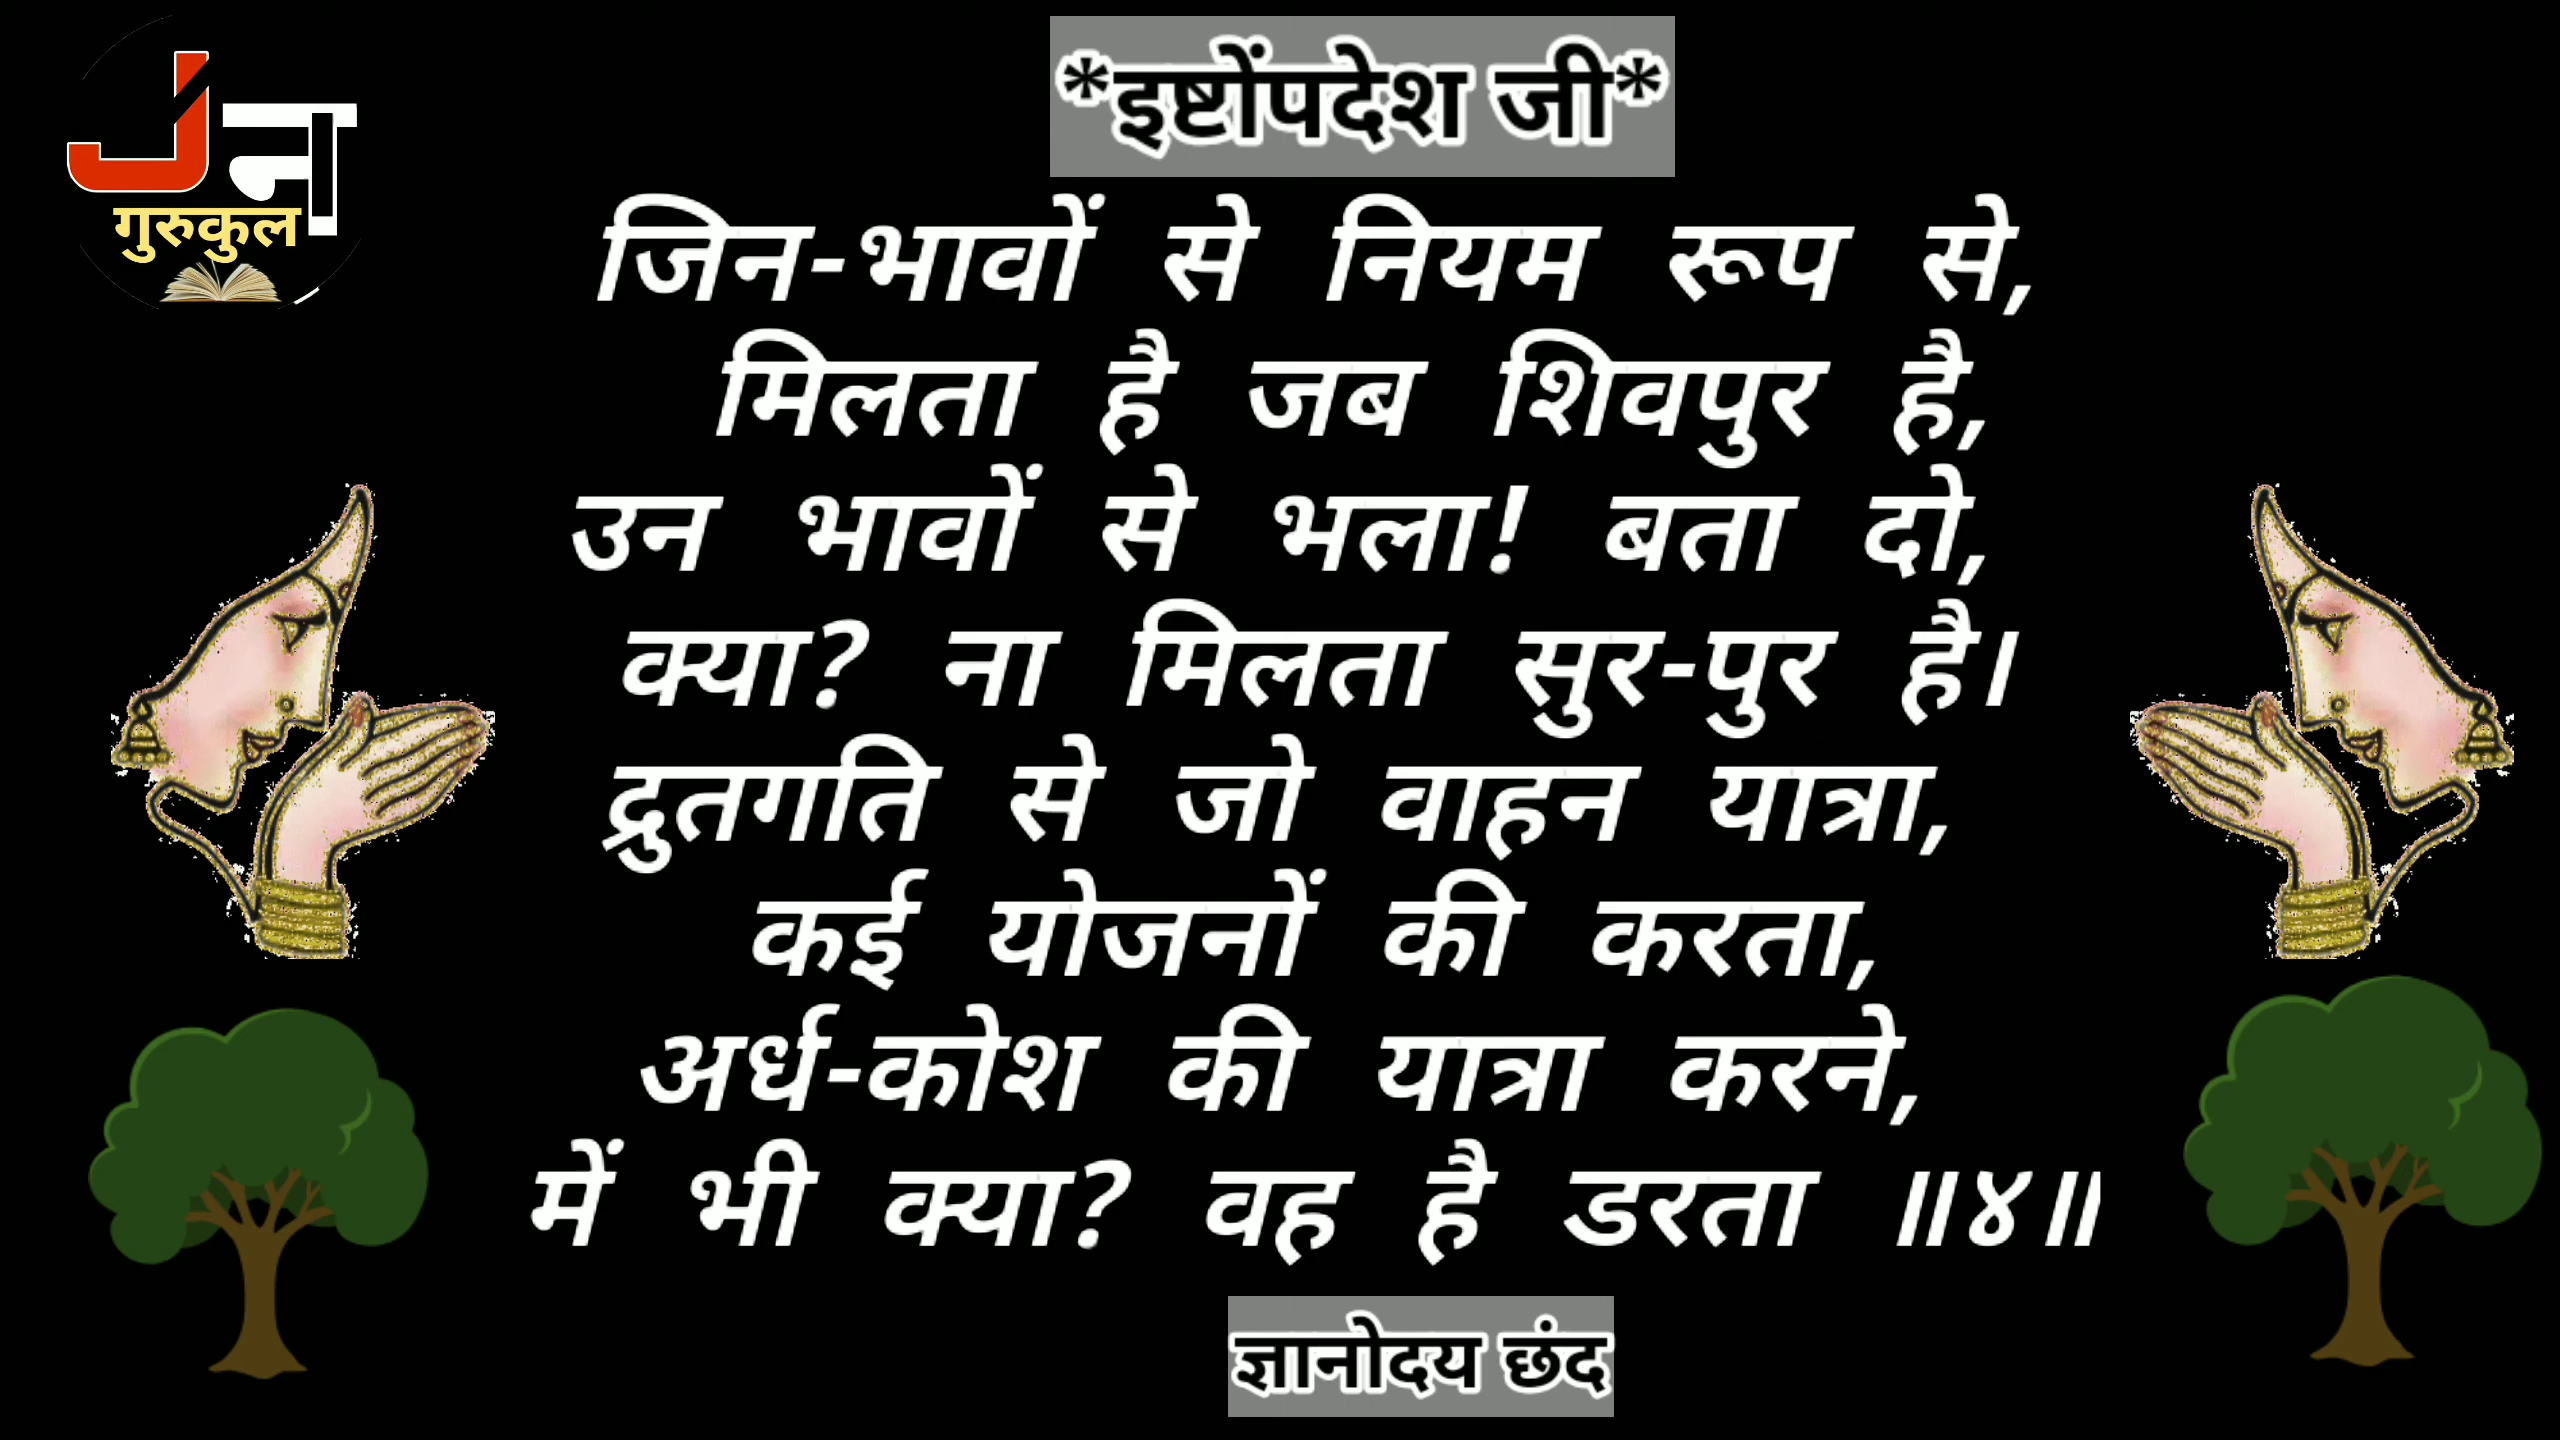 Jन
गुरुकुल
*इष्टोंपदेश जी*
जिन-भावों से नियम रूप से,
मिलता है जब शिवपुर है,
उन भावों से भला! बता दो,
क्या? ना मिलता सुर-पुर है।
द्रुतगति से जो वाहन यात्रा,
कई योजनों की करता,
अर्ध-कोश की यात्रा करने,
में भी क्या? वह है डरता ॥४॥
ज्ञानोदय छंद